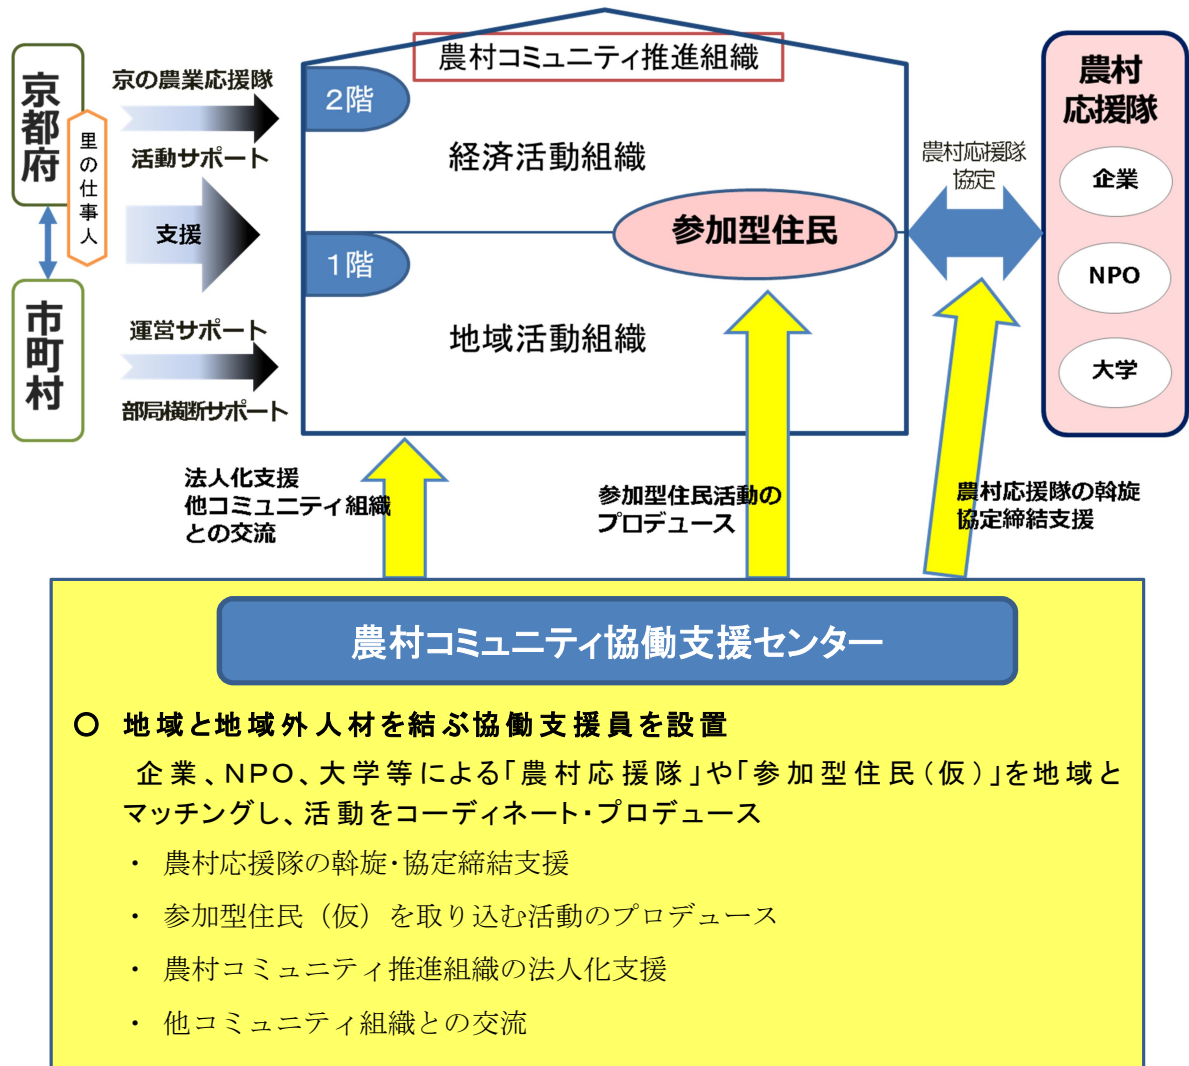 農村コミュニティ推進組織
京都府
里の仕事人
市町村
京の農業応援隊
活動サポート
支援
運営サポート
部局横断サポート
2階
経済活動組織
参加型住民
1階
地域活動組織
農村応援隊
協定
農村
応援隊
企業
NPO
大学
法人化支援
他コミュニティ組織
との交流
参加型住民活動の
プロデュース
農村応援隊の斡旋
協定締結支援
農村コミュニティ協働支援センター
○ 地域と地域外人材を結ぶ協働支援員を設置
企業、NPO、大学等による「農村応援隊」や「参加型住民(仮)」を地域と
マッチングし、活動をコーディネート・プロデュース
・ 農村応援隊の斡旋・協定締結支援
・ 参加型住民（仮）を取り込む活動のプロデュース
・ 農村コミュニティ推進組織の法人化支援
・ 他コミュニティ組織との交流